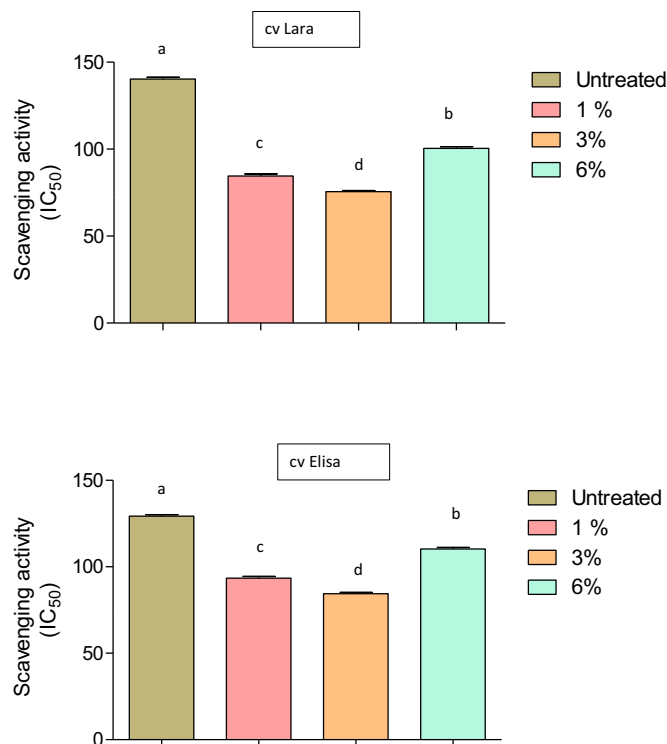 cv Lara
Scavenging activity
(IC50)
150
100
50
0
a
c
d
b
Untreated
1 %
3%
6%
cv Elisa
Scavenging activity
(IC50)
150
100
50
0
a
c
d
b
Untreated
1 %
3%
6%